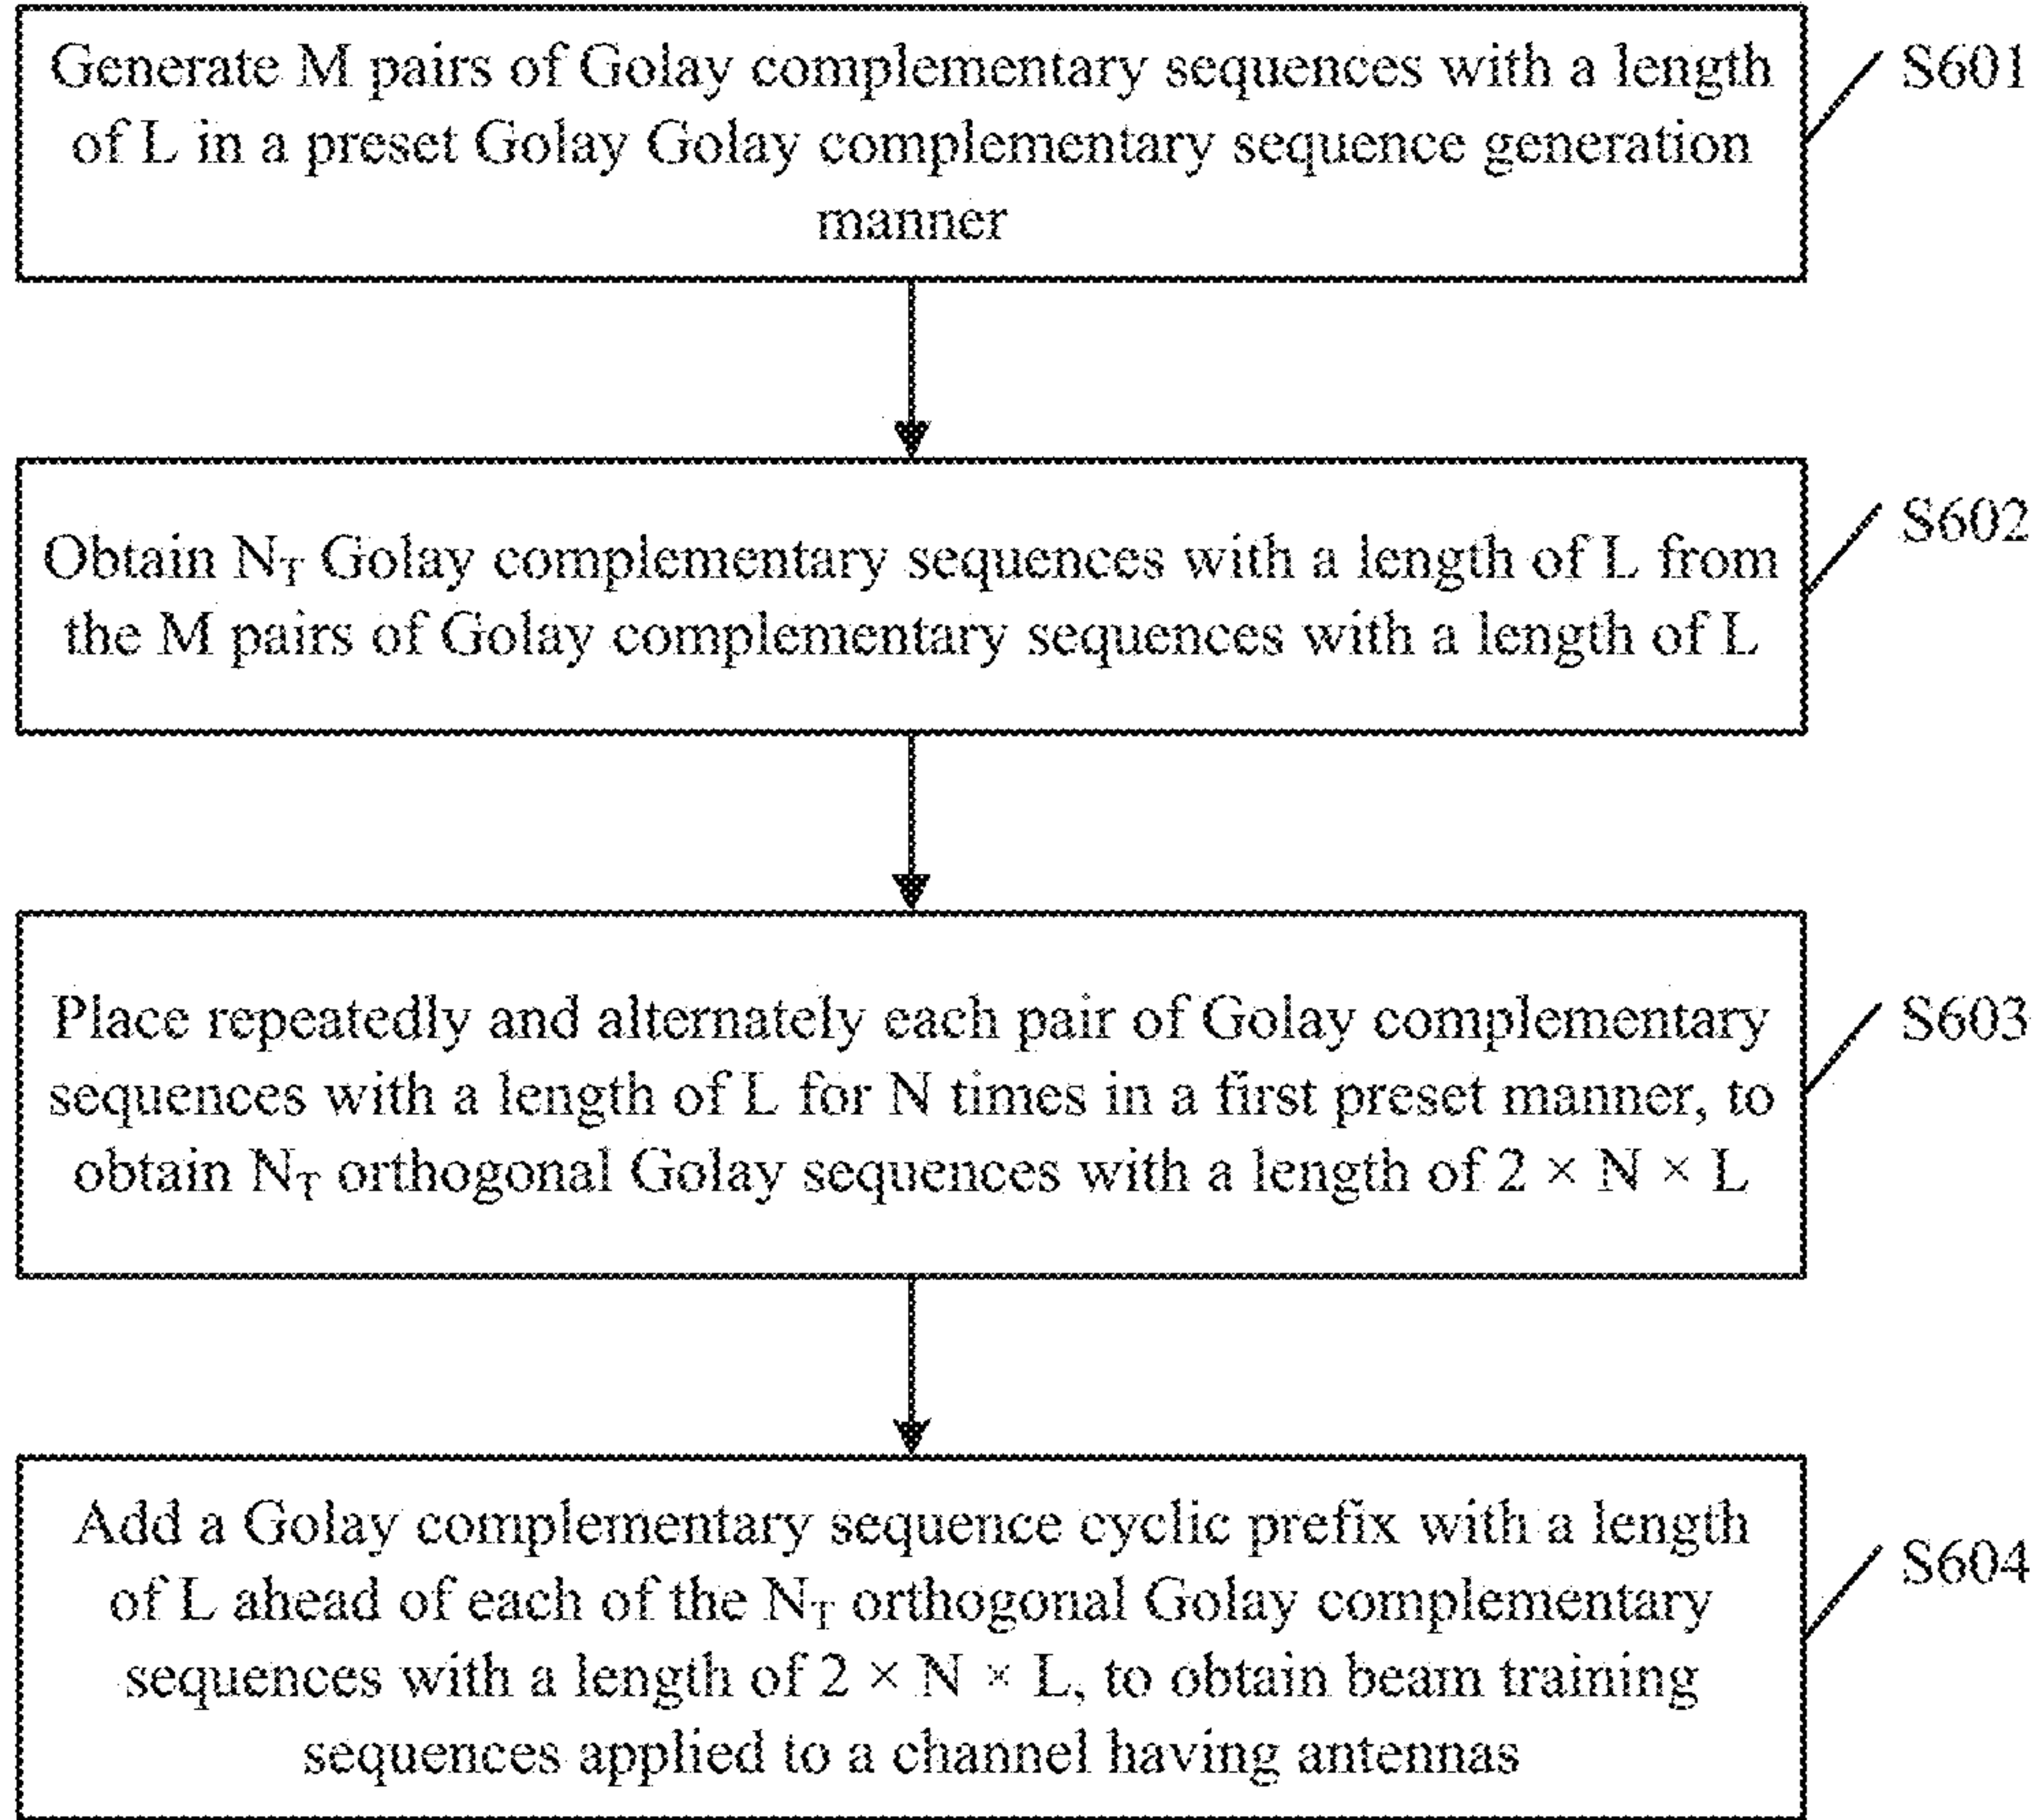 Generate M pairs of Golay complementary sequences with a length
of L in a preset Golay Golay complementary sequence generation
manner
S601
Obtain N_T Golay complementary sequences with a length of L from
the M pairs of Golay complementary sequences with a length of L
S602
Place repeatedly and alternately each pair of Golay complementary
sequences with a length of L for N times in a first preset manner, to
obtain N_T orthogonal Golay sequences with a length of 2 × N × L
S603
Add a Golay complementary sequence cyclic prefix with a length
of L ahead of each of the N_T orthogonal Golay complementary
sequences with a length of 2 × N × L, to obtain beam training
sequences applied to a channel having antennas
S604